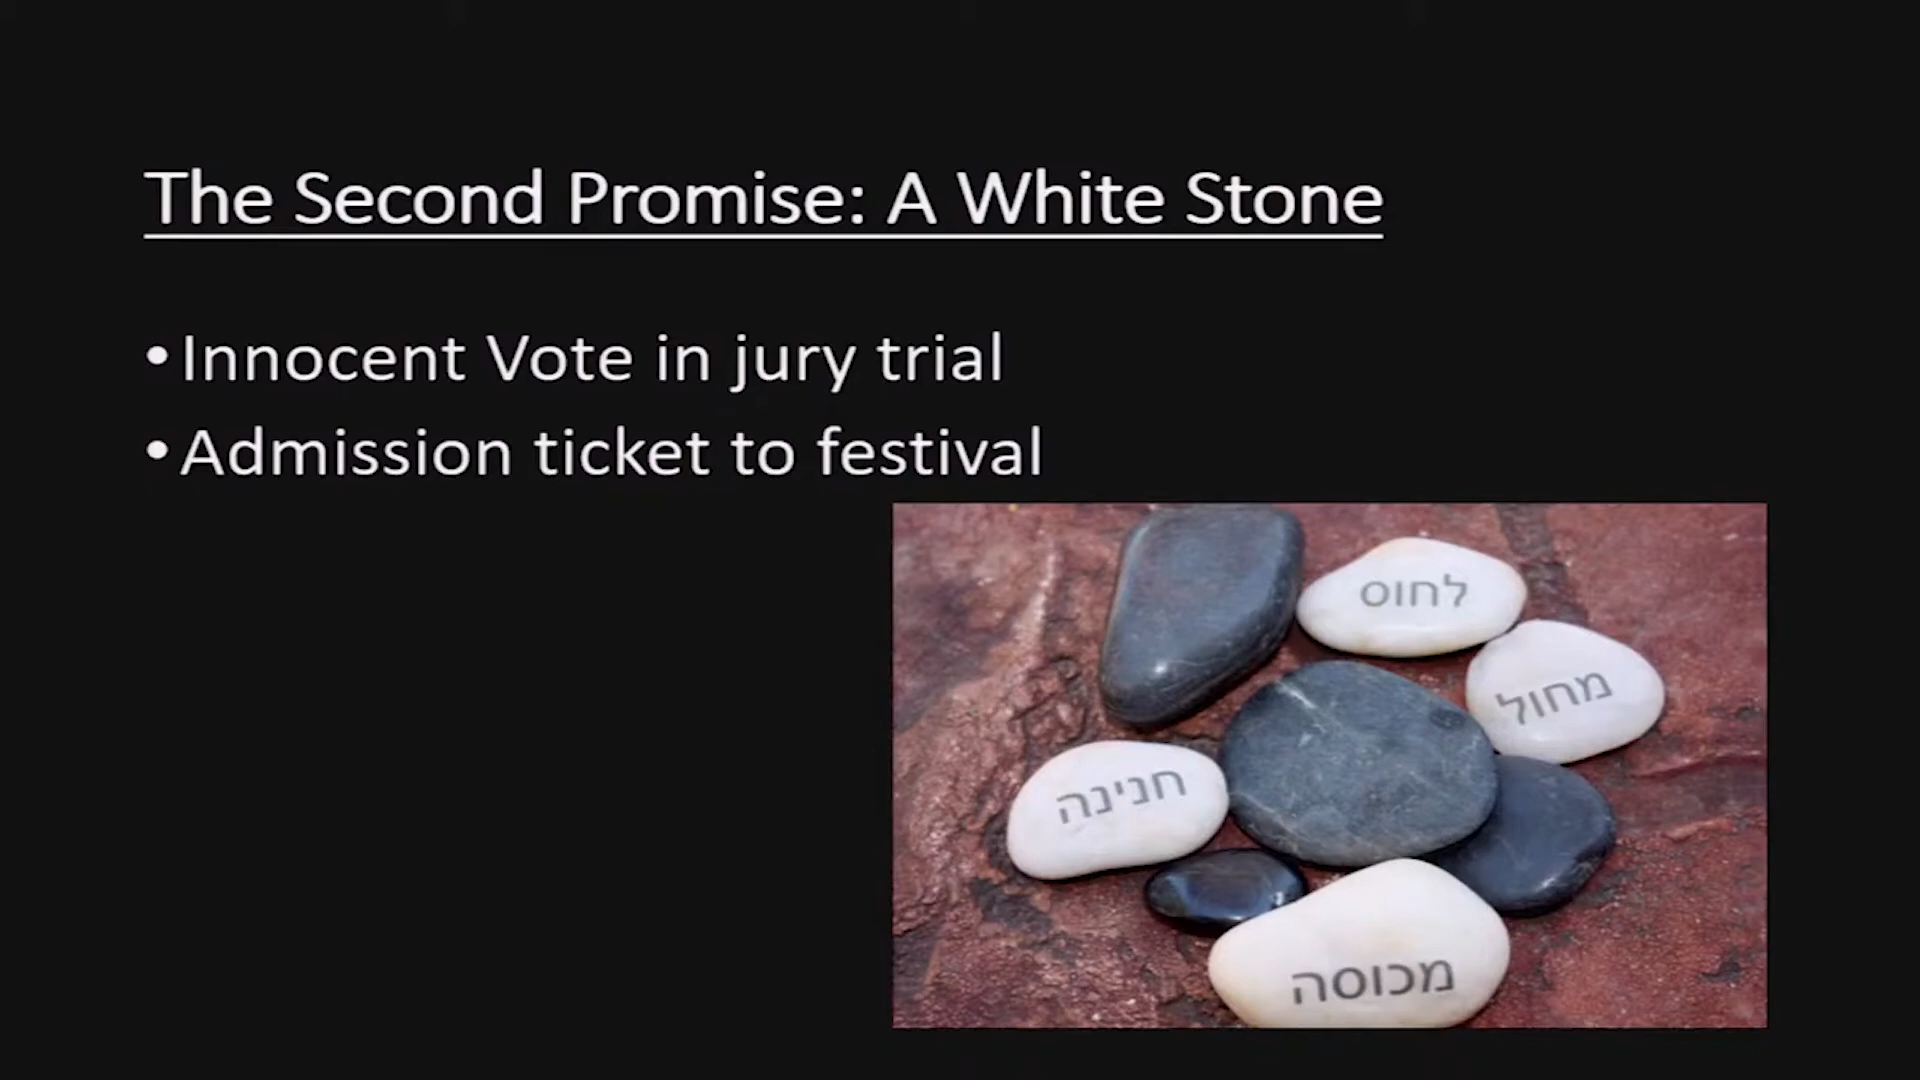 The Second Promise: A White Stone
• Innocent Vote in jury trial
• Admission ticket to festival
לחוס
מחול
חנינה
מכוסה